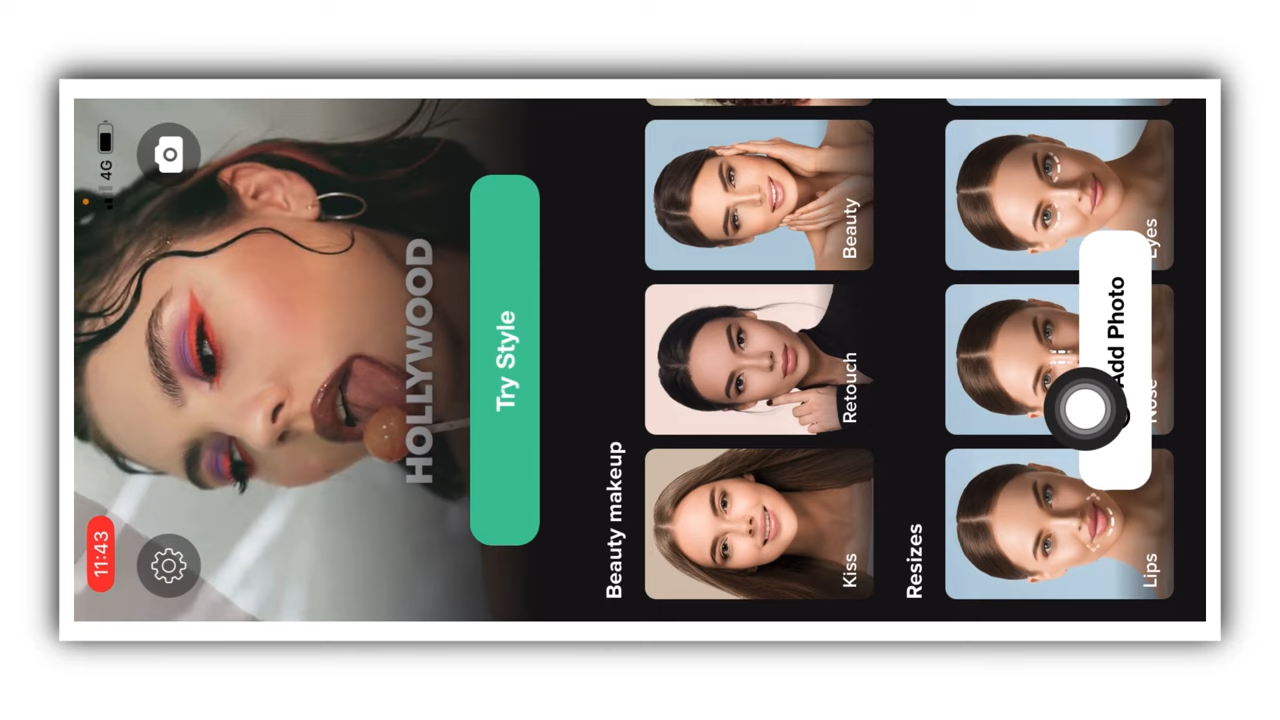 11:43
4G
HOLLYWOOD
Try Style
Beauty makeup
Kiss
Retouch
Beauty
Resizes
Lips
Nose
Eyes
Add Photo